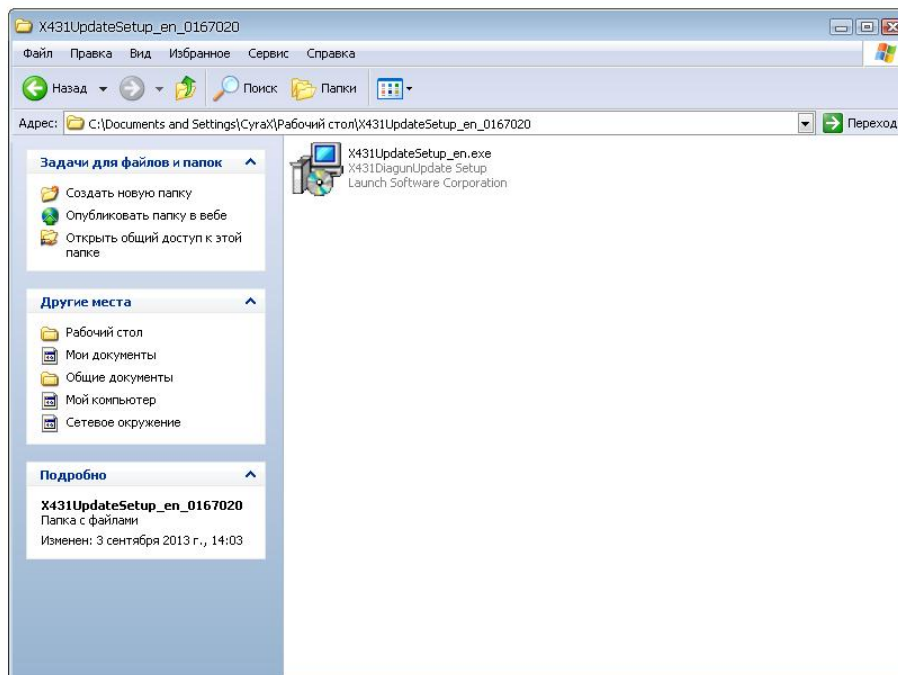 X431UpdateSetup_en_0167020
Файл Правка Вид Избранное Сервис Справка
Назад Поиск Папки
Адрес: C:\Documents and Settings\CyraX\Рабочий стол\X431UpdateSetup_en_0167020 Переход
Задачи для файлов и папок
Создать новую папку
Опубликовать папку в вебе
Открыть общий доступ к этой
папке
Другие места
Рабочий стол
Мои документы
Общие документы
Мой компьютер
Сетевое окружение
Подробно
X431UpdateSetup_en_0167020
Папка с файлами
Изменен: 3 сентября 2013 г., 14:03
X431UpdateSetup_en.exe
X431DiagunUpdate Setup
Launch Software Corporation